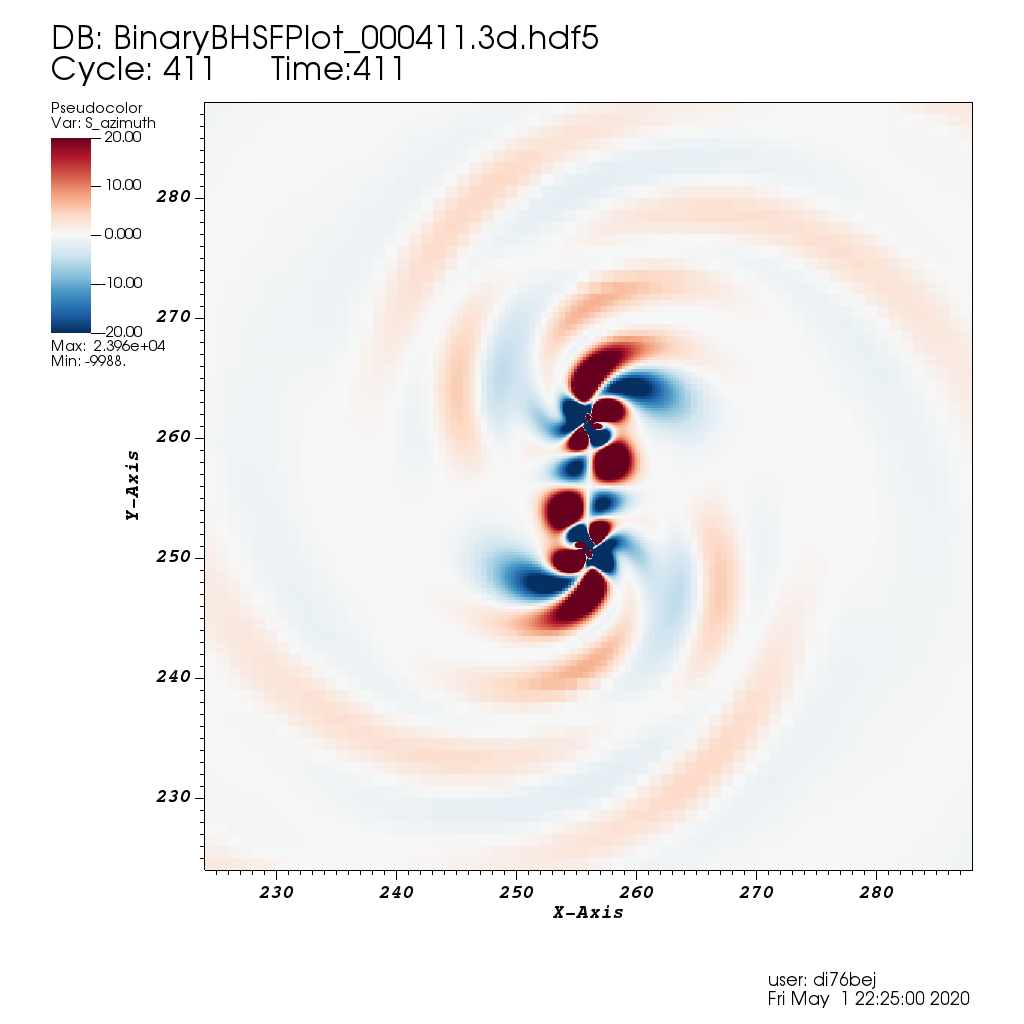 DB: BinaryBHSFPlot_000411.3d.hdf5
Cycle: 411 Time:411
Pseudocolor
Var: S_azimuth
20.00
10.00
0.000
-10.00
-20.00
Max: 2.396e+04
Min: -9988.
280
270
260
250
240
230
Y-Axis
230 240 250 260 270 280
X-Axis
user: di76bej
Fri May 1 22:25:00 2020